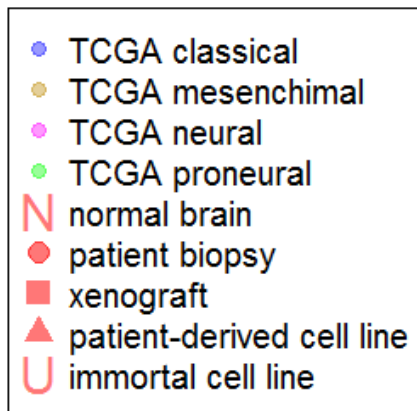 TCGA classical
TCGA mesenchimal
TCGA neural
TCGA proneural
N normal brain
patient biopsy
xenograft
patient-derived cell line
U immortal cell line